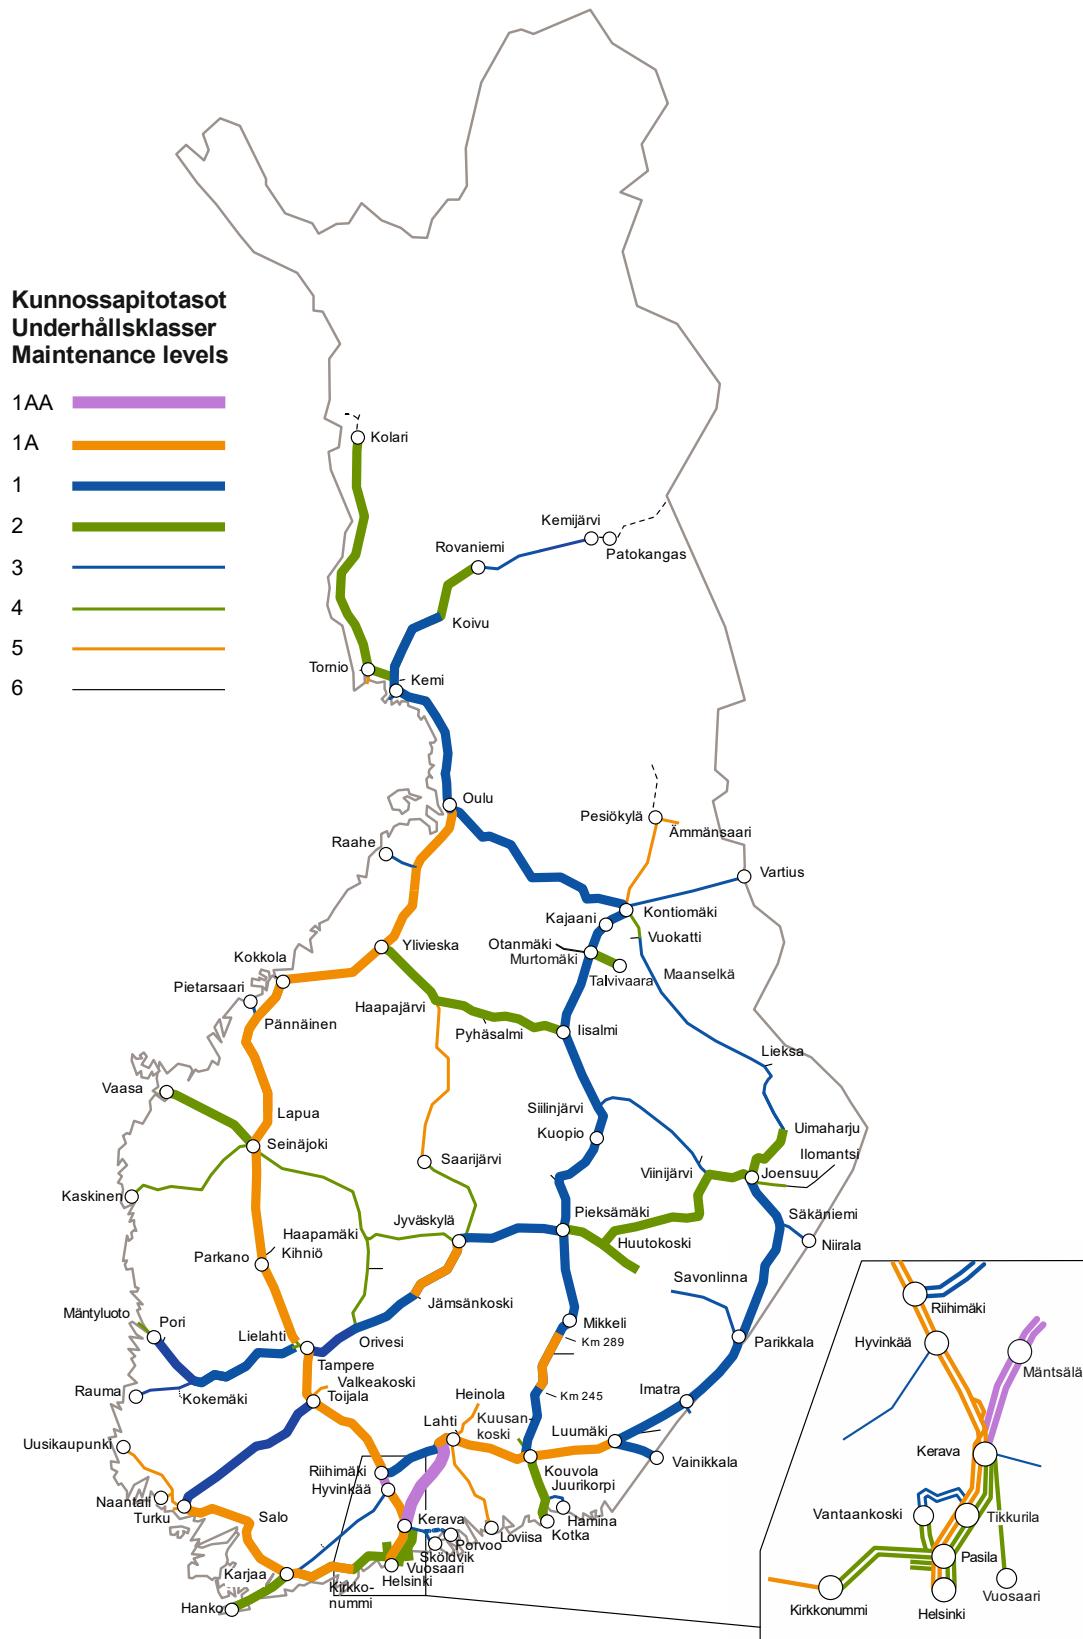 Kunnossapitotasot
Underhållsklasser
Maintenance levels
1AA
1A
1
2
3
4
5
6
Kolari
Kemijärvi
Rovaniemi
Patokangas
Koivu
Tornio
Kemi
Oulu
Pesiökylä
Ämmänsaari
Raahe
Vartius
Kajaani
Kontiomäki
Vuokatti
Otanmäki
Murtomäki
Ylivieska
Kokkola
Talvivaara
Maanselkä
Pietarsaari
Haapajärvi
Pännäinen
Pyhäsalmi
Iisalmi
Lieksa
Vaasa
Lapua
Siilinjärvi
Kuopio
Uimaharju
Seinäjoki
Ilomantsi
Saarijärvi
Viinijärvi
Joensuu
Kaskinen
Jyväskylä
Pieksämäki
Säkäniemi
Haapamäki
Kihniö
Huutokoski
Niirala
Parkano
Savonlinna
Mäntyluoto
Pori
Jämsänkoski
Mikkeli
Km 289
Lielahti
Orivesi
Parikkala
Tampere
Valkeakoski
Rauma
Kokemäki
Toijala
Km 245
Imatra
Heinola
Lahti
Kuusan-
koski
Luumäki
Uusikaupunki
Kouvola
Vainikkala
Juurikorpi
Riihimäki
Hyvinkää
Naantali
Turku
Salo
Hamina
Kotka
Kerava
Loviisa
Porvoo
Sköldvik
Vuosaari
Helsinki
Karjaa
Kirkko-
nummi
Hanko
Riihimäki
Hyvinkää
Mäntsälä
Kerava
Vantaankoski
Tikkurila
Pasila
Vuosaari
Kirkkonummi
Helsinki